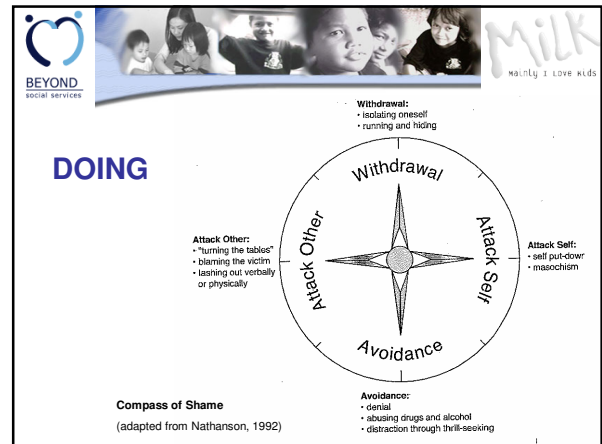 BEYOND
social services
MILK
Mainly I Love Kids
DOING
Withdrawal:
• isolating oneself
• running and hiding
Withdrawal
Attack Other:
• "turning the tables"
• blaming the victim
• lashing out verbally
or physically
Attack Other
Attack Self
Attack Self:
• self put-down
• masochism
Avoidance
Avoidance:
• denial
• abusing drugs and alcohol
• distraction through thrill-seeking
Compass of Shame
(adapted from Nathanson, 1992)